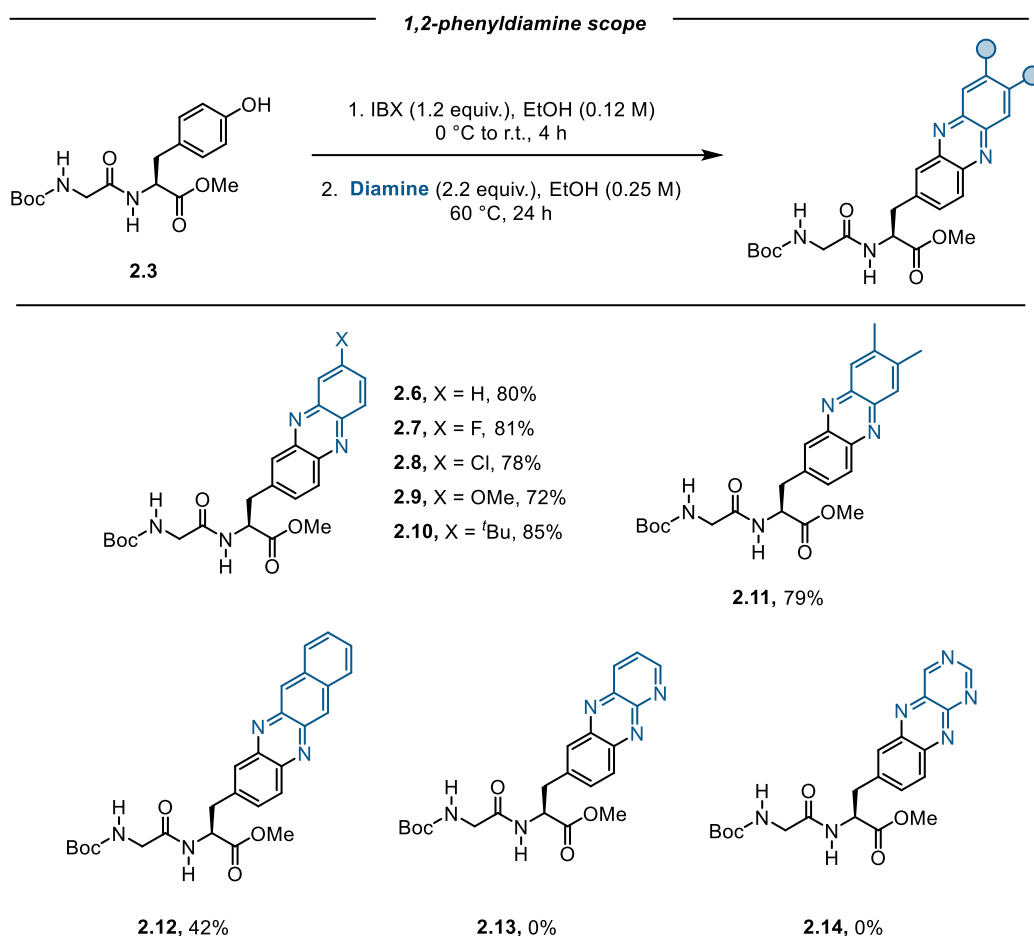 1,2-phenyldiamine scope
OH
H
N
Boc
O
N
H
OMe
O
2.3
1. IBX (1.2 equiv.), EtOH (0.12 M)
0 °C to r.t., 4 h
2. Diamine (2.2 equiv.), EtOH (0.25 M)
60 °C, 24 h
N
N
H
N
Boc
O
N
H
OMe
O
X
N
N
H
N
Boc
O
N
H
OMe
O
2.6, X = H, 80%
2.7, X = F, 81%
2.8, X = Cl, 78%
2.9, X = OMe, 72%
2.10, X = ᵗBu, 85%
N
N
H
N
Boc
O
N
H
OMe
O
2.11, 79%
N
N
H
N
Boc
O
N
H
OMe
O
2.12, 42%
N
N
N
H
N
Boc
O
N
H
OMe
O
2.13, 0%
N
N
N
N
H
N
Boc
O
N
H
OMe
O
2.14, 0%